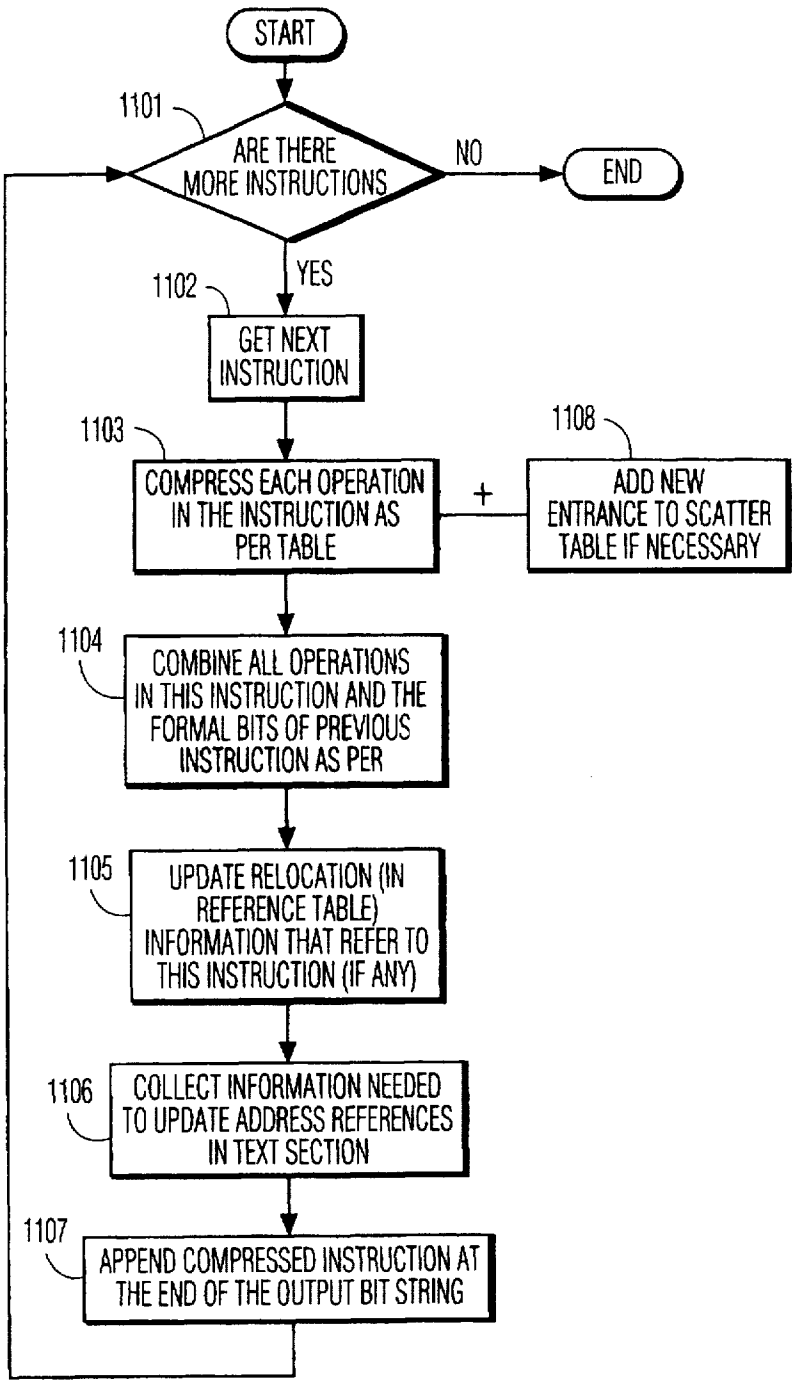 START
1101
ARE THERE
MORE INSTRUCTIONS
NO
END
YES
1102
GET NEXT
INSTRUCTION
1103
COMPRESS EACH OPERATION
IN THE INSTRUCTION AS
PER TABLE
+
1108
ADD NEW
ENTRANCE TO SCATTER
TABLE IF NECESSARY
1104
COMBINE ALL OPERATIONS
IN THIS INSTRUCTION AND THE
FORMAL BITS OF PREVIOUS
INSTRUCTION AS PER
1105
UPDATE RELOCATION (IN
REFERENCE TABLE)
INFORMATION THAT REFER TO
THIS INSTRUCTION (IF ANY)
1106
COLLECT INFORMATION NEEDED
TO UPDATE ADDRESS REFERENCES
IN TEXT SECTION
1107
APPEND COMPRESSED INSTRUCTION AT
THE END OF THE OUTPUT BIT STRING